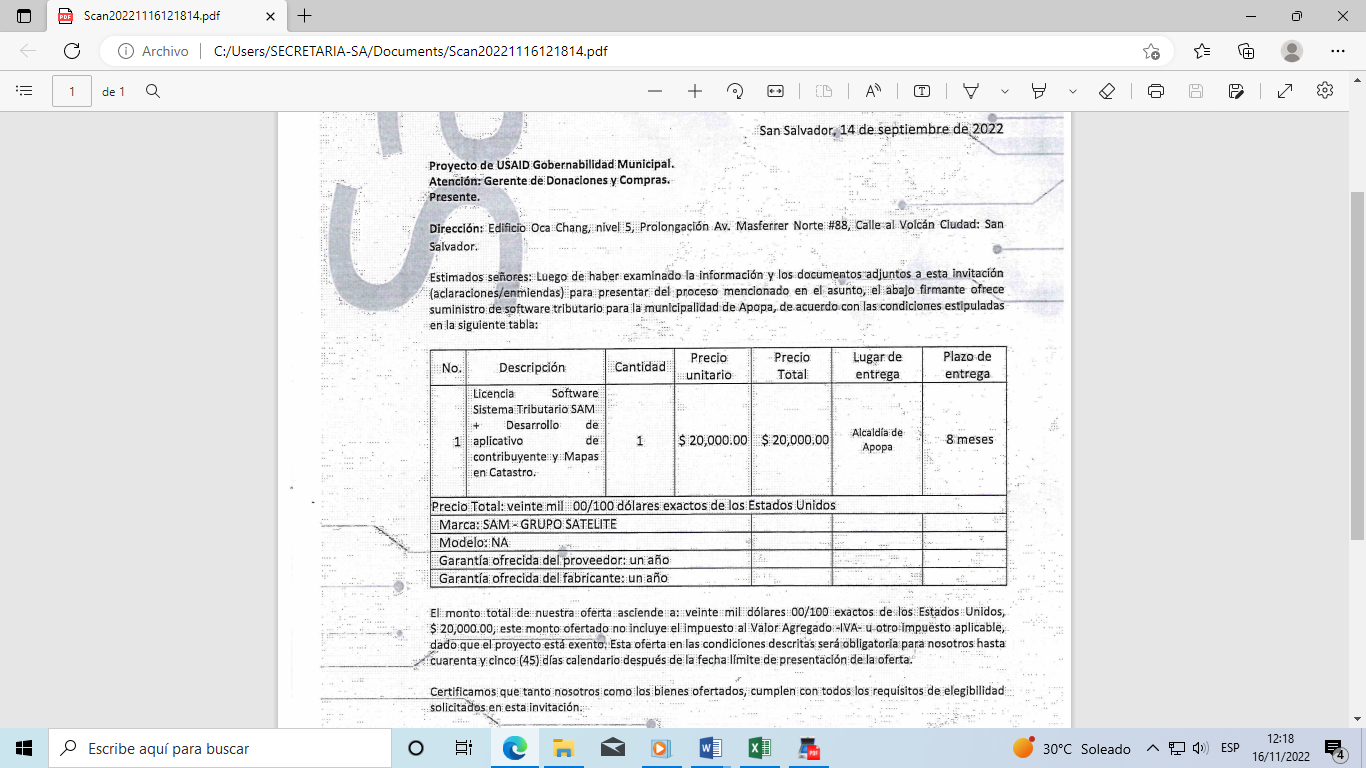 Scan20221116121814.pdf
Archivo
C:/Users/SECRETARIA-SA/Documents/Scan20221116121814.pdf
1 de 1
San Salvador, 14 de septiembre de 2022
Proyecto de USAID Gobernabilidad Municipal.
Atención: Gerente de Donaciones y Compras.
Presente.
Dirección: Edificio Oca Chang, nivel 5, Prolongación Av. Masferrer Norte #88, Calle al Volcán Ciudad: San
Salvador.
Estimados señores: Luego de haber examinado la información y los documentos adjuntos a esta invitación
(aclaraciones/enmiendas) para presentar del proceso mencionado en el asunto, el abajo firmante ofrece
suministro de software tributario para la municipalidad de Apopa, de acuerdo con las condiciones estipuladas
en la siguiente tabla:
No. Descripción Cantidad Precio unitario Precio Total Lugar de entrega Plazo de entrega
Licencia Software
Sistema Tributario SAM
+ Desarrollo de
aplicativo de
contribuyente y Mapas
en Catastro.
1 1 $ 20,000.00 $ 20,000.00 Alcaldía de Apopa 8 meses
Precio Total: veinte mil 00/100 dólares exactos de los Estados Unidos
Marca: SAM - GRUPO SATELITE
Modelo: NA
Garantía ofrecida del proveedor: un año
Garantía ofrecida del fabricante: un año
El monto total de nuestra oferta asciende a: veinte mil dólares 00/100 exactos de los Estados Unidos,
$ 20,000.00; este monto ofertado no incluye el Impuesto al Valor Agregado -IVA- u otro impuesto aplicable,
dado que el proyecto está exento. Esta oferta en las condiciones descritas será obligatoria para nosotros hasta
cuarenta y cinco (45) días calendario después de la fecha límite de presentación de la oferta.
Certificamos que tanto nosotros como los bienes ofertados, cumplen con todos los requisitos de elegibilidad
solicitados en esta invitación.
Escribe aquí para buscar
30°C Soleado
ESP
12:18
16/11/2022
4